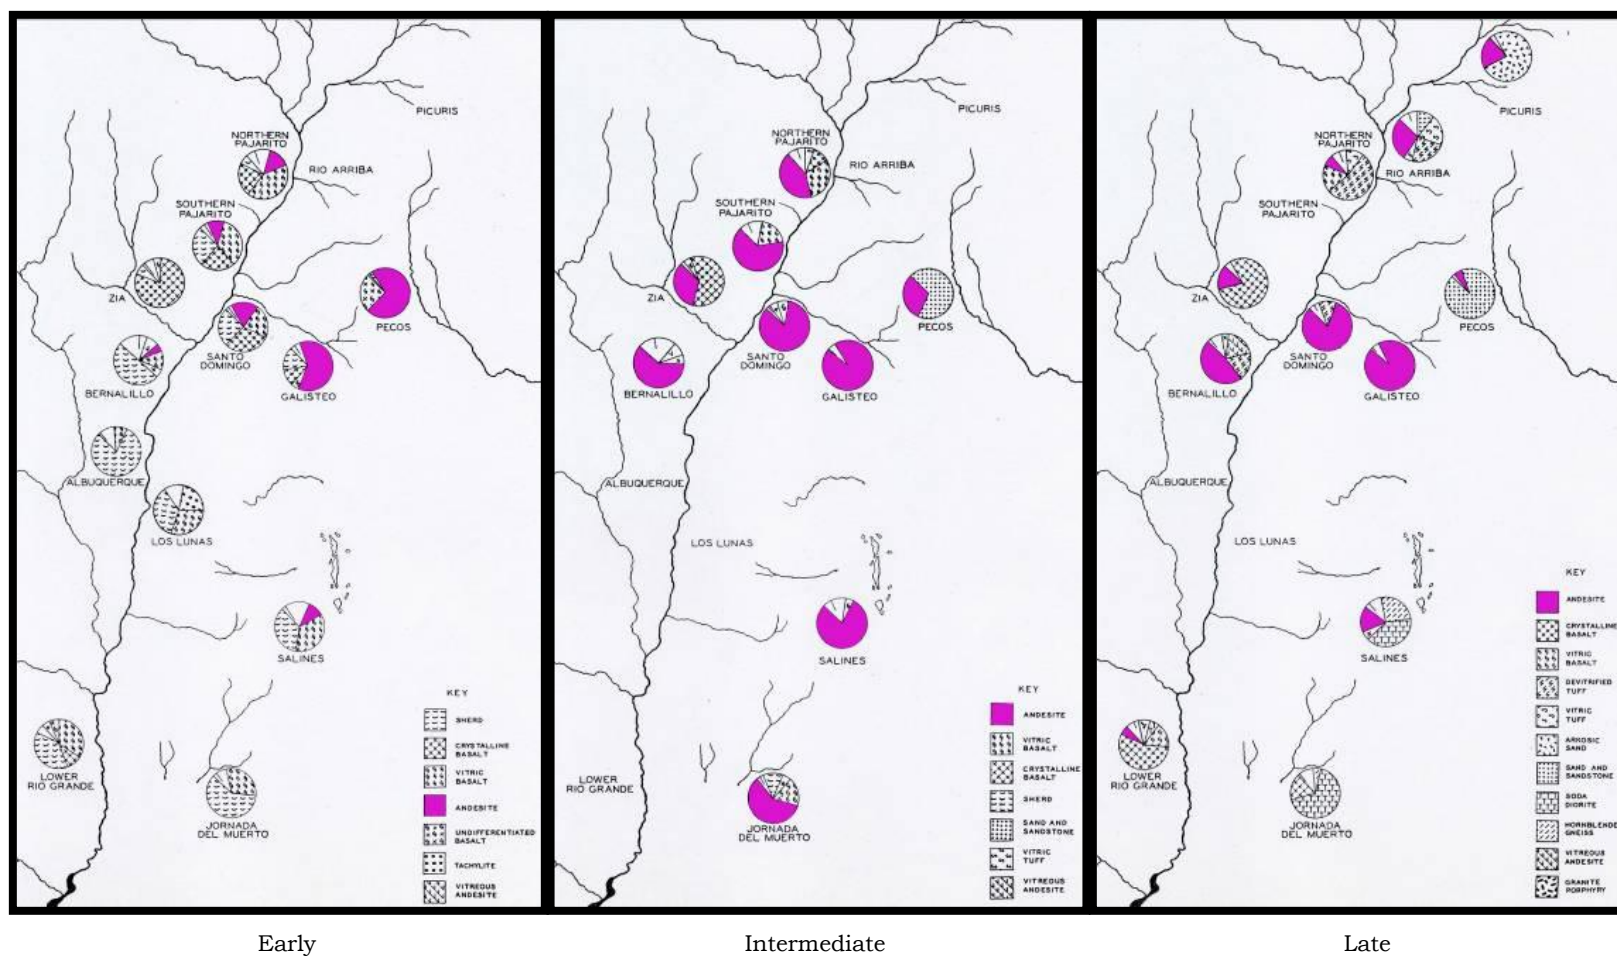 PICURIS
NORTHERN
PAJARITO
RIO ARRIBA
SOUTHERN
PAJARITO
ZIA
PECOS
SANTO
DOMINGO
BERNALILLO
GALISTEO
ALBUQUERQUE
LOS LUNAS
SALINES
LOWER
RIO GRANDE
JORNADA
DEL MUERTO
KEY
SHERD
CRYSTALLINE
BASALT
VITRIC
BASALT
ANDESITE
UNDIFFERENTIATED
BASALT
TACHYLITE
VITREOUS
ANDESITE
Early
PICURIS
NORTHERN
PAJARITO
RIO ARRIBA
SOUTHERN
PAJARITO
ZIA
PECOS
SANTO
DOMINGO
BERNALILLO
GALISTEO
ALBUQUERQUE
LOS LUNAS
SALINES
LOWER
RIO GRANDE
JORNADA
DEL MUERTO
KEY
ANDESITE
VITRIC
BASALT
CRYSTALLINE
BASALT
SHERD
SAND AND
SANDSTONE
VITRIC
TUFF
VITREOUS
ANDESITE
Intermediate
PICURIS
NORTHERN
PAJARITO
RIO ARRIBA
SOUTHERN
PAJARITO
ZIA
PECOS
SANTO
DOMINGO
BERNALILLO
GALISTEO
ALBUQUERQUE
LOS LUNAS
SALINES
LOWER
RIO GRANDE
JORNADA
DEL MUERTO
KEY
ANDESITE
CRYSTALLINE
BASALT
VITRIC
BASALT
DEVITRIFIED
TUFF
VITRIC
TUFF
ARKOSIC
SAND
SAND AND
SANDSTONE
SODA
DIORITE
HORNBLENDE
GNEISS
VITREOUS
ANDESITE
GRANITE
PORPHYRY
Late